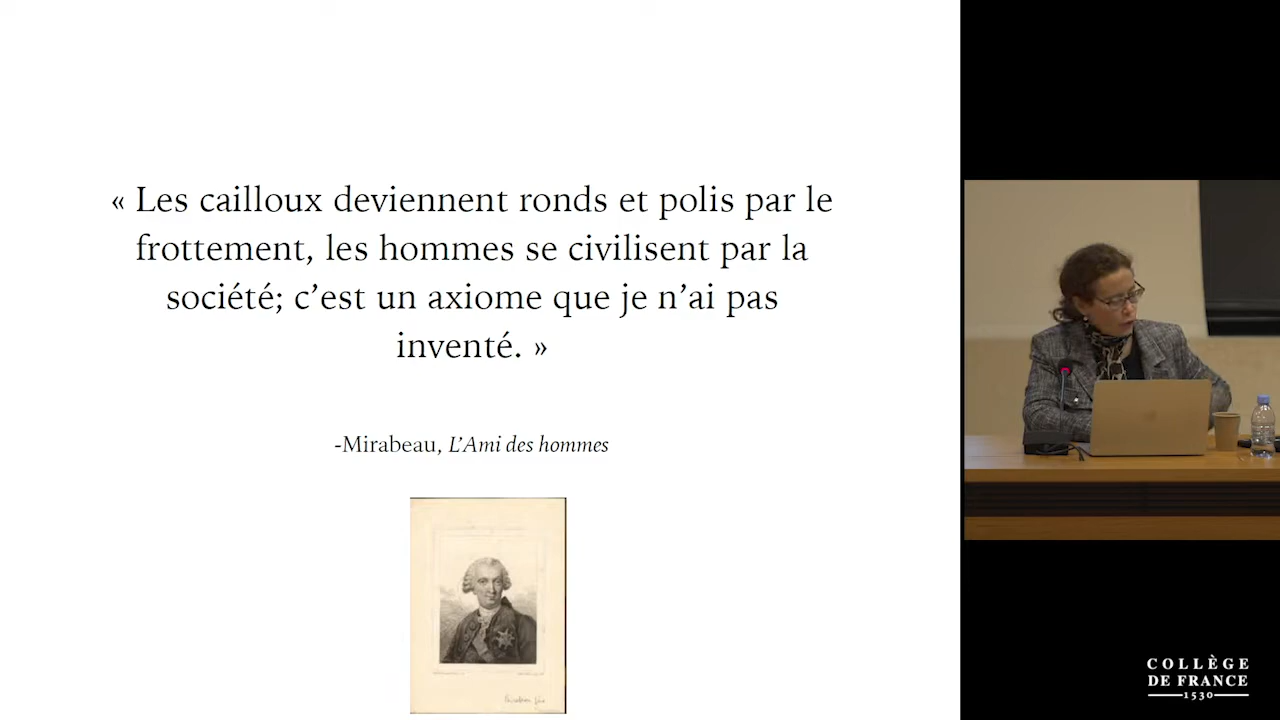 « Les cailloux deviennent ronds et polis par le
frottement, les hommes se civilisent par la
société; c’est un axiome que je n’ai pas
inventé. »
-Mirabeau, L’Ami des hommes
COLLÈGE
DE FRANCE
1530